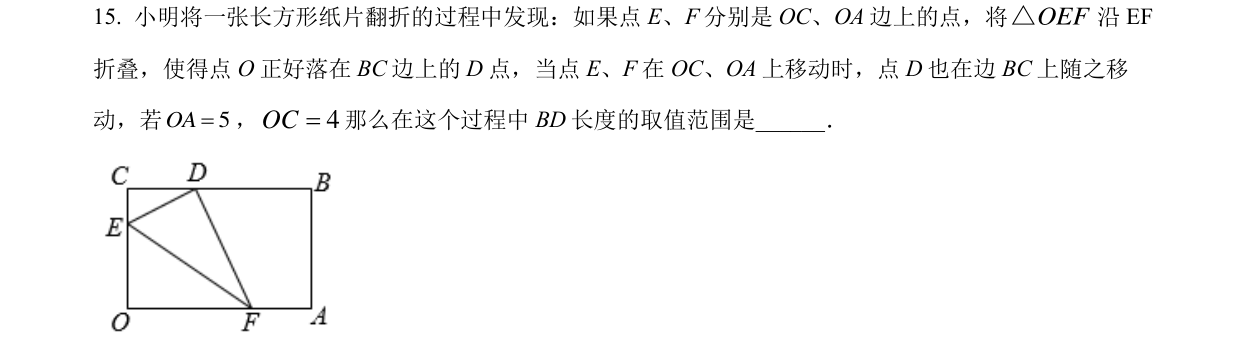 15. 小明将一张长方形纸片翻折的过程中发现：如果点 E、F 分别是 OC、OA 边上的点，将△OEF 沿 EF
折叠，使得点 O 正好落在 BC 边上的 D 点，当点 E、F 在 OC、OA 上移动时，点 D 也在边 BC 上随之移
动，若 OA=5，OC = 4 那么在这个过程中 BD 长度的取值范围是______．
C D B
E
O F A